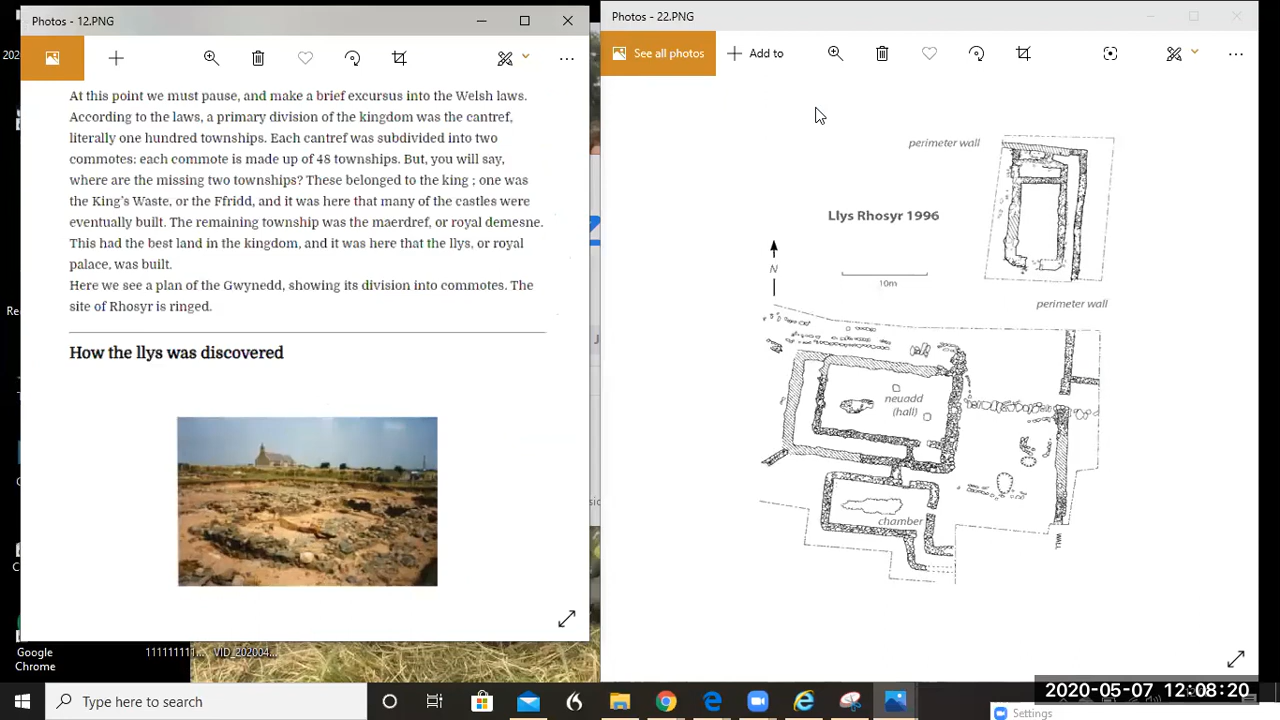 Photos - 12.PNG
At this point we must pause, and make a brief excursus into the Welsh laws.
According to the laws, a primary division of the kingdom was the cantref,
literally one hundred townships. Each cantref was subdivided into two
commotes: each commote is made up of 48 townships. But, you will say,
where are the missing two townships? These belonged to the king ; one was
the King's Waste, or the Ffridd, and it was here that many of the castles were
eventually built. The remaining township was the maerdref, or royal demesne.
This had the best land in the kingdom, and it was here that the llys, or royal
palace, was built.
Here we see a plan of the Gwynedd, showing its division into commotes. The
site of Rhosyr is ringed.
How the llys was discovered
Photos - 22.PNG
See all photos
Add to
perimeter wall
Llys Rhosyr 1996
N
10m
perimeter wall
neuadd
(hall)
chamber
WALL
Google
Chrome
11111111...
VID_202004...
Type here to search
2020-05-07 12:08:20
Settings